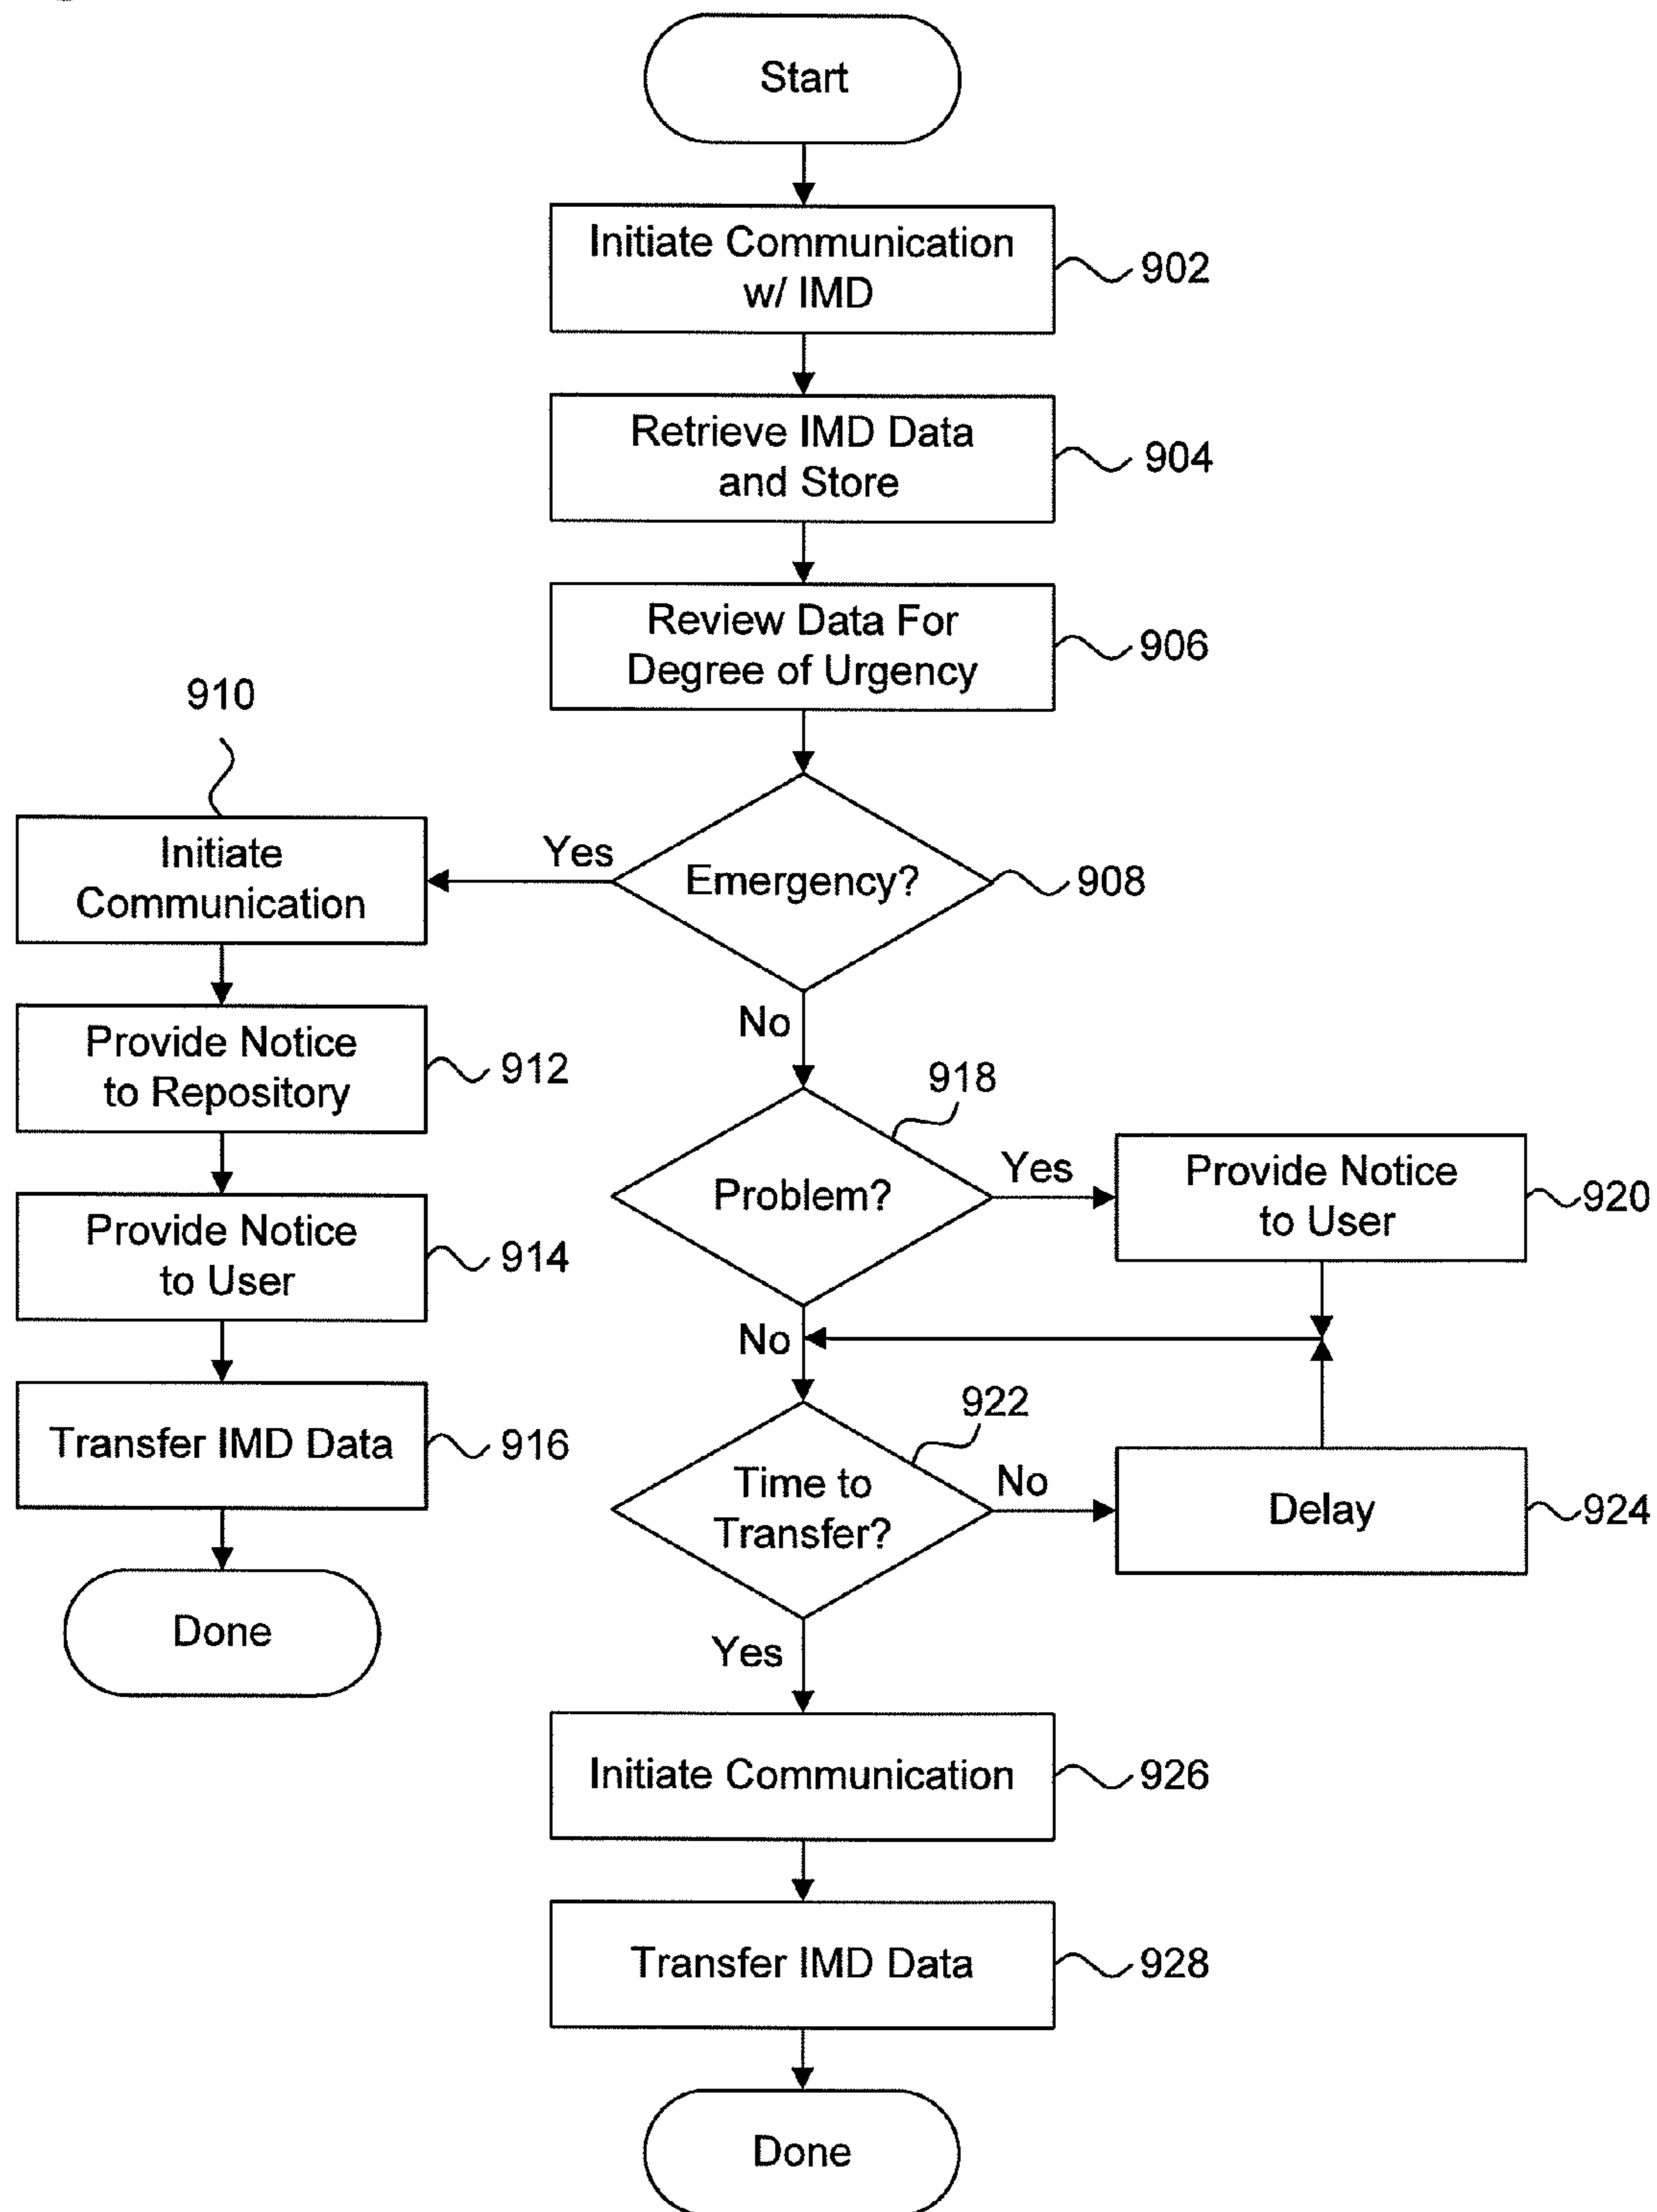 Start
Initiate Communication
w/ IMD
902
Retrieve IMD Data
and Store
904
Review Data For
Degree of Urgency
906
910
Initiate
Communication
Yes
Emergency?
908
No
Provide Notice
to Repository
912
918
Problem?
Yes
Provide Notice
to User
920
Provide Notice
to User
914
No
922
Transfer IMD Data
916
Time to
Transfer?
No
Delay
924
Done
Yes
Initiate Communication
926
Transfer IMD Data
928
Done